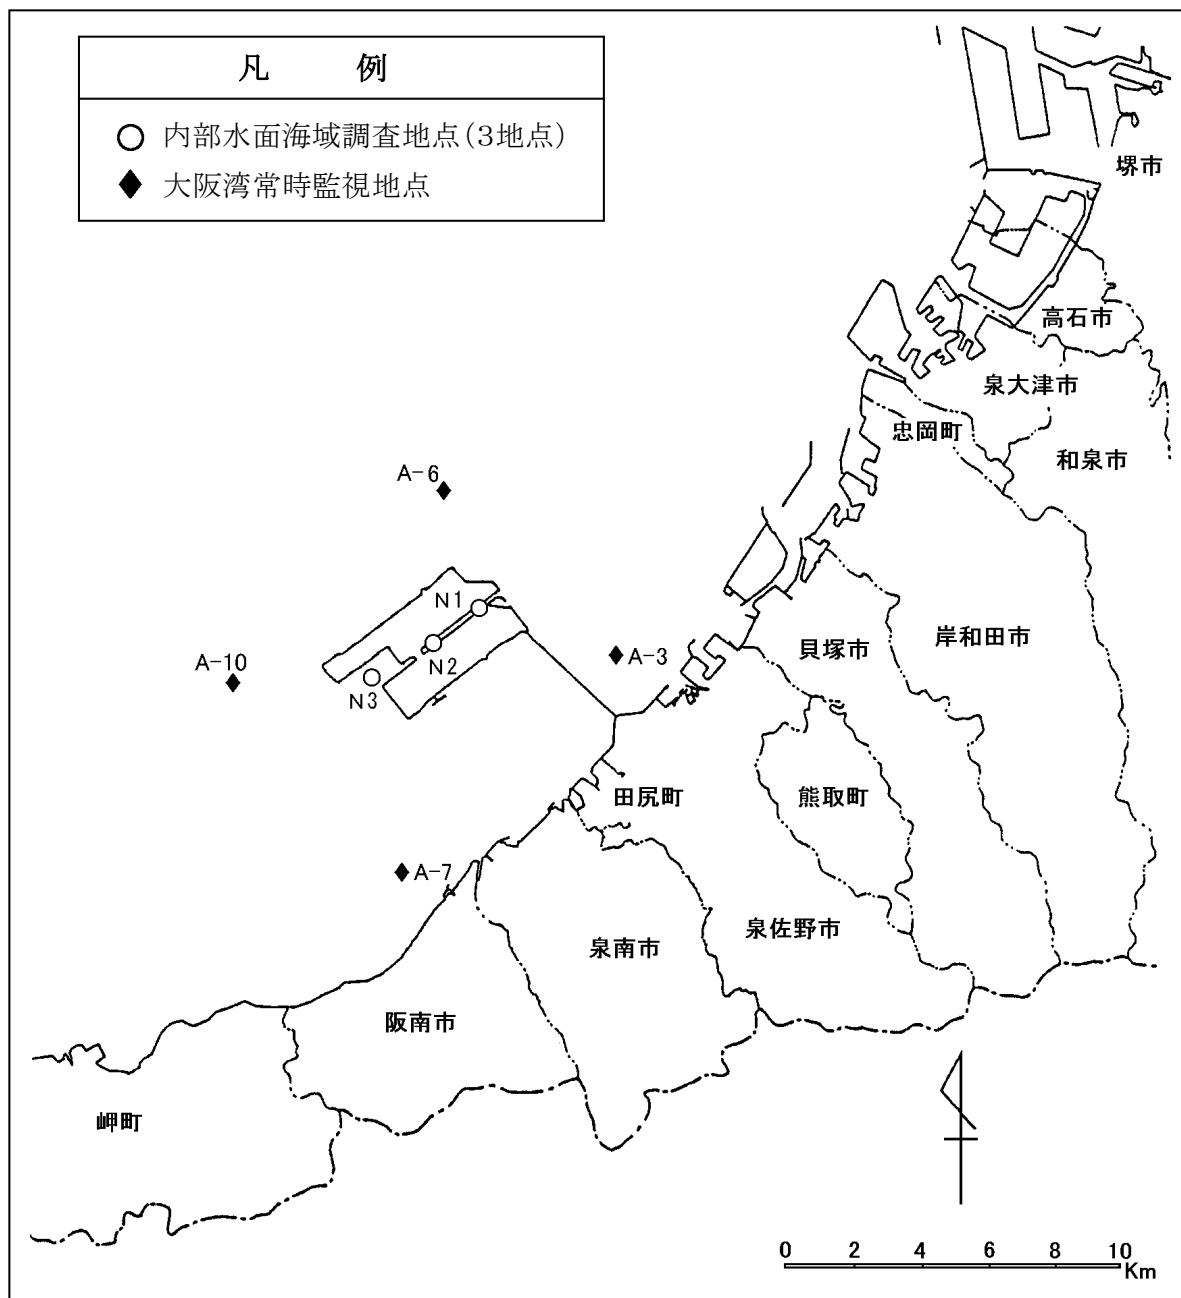 凡 例
内部水面海域調査地点(3地点)
大阪湾常時監視地点
堺市
高石市
泉大津市
忠岡町
和泉市
A-6
N1
岸和田市
貝塚市
A-3
N2
A-10
N3
田尻町
熊取町
A-7
泉佐野市
泉南市
阪南市
岬町
0 2 4 6 8 10
Km